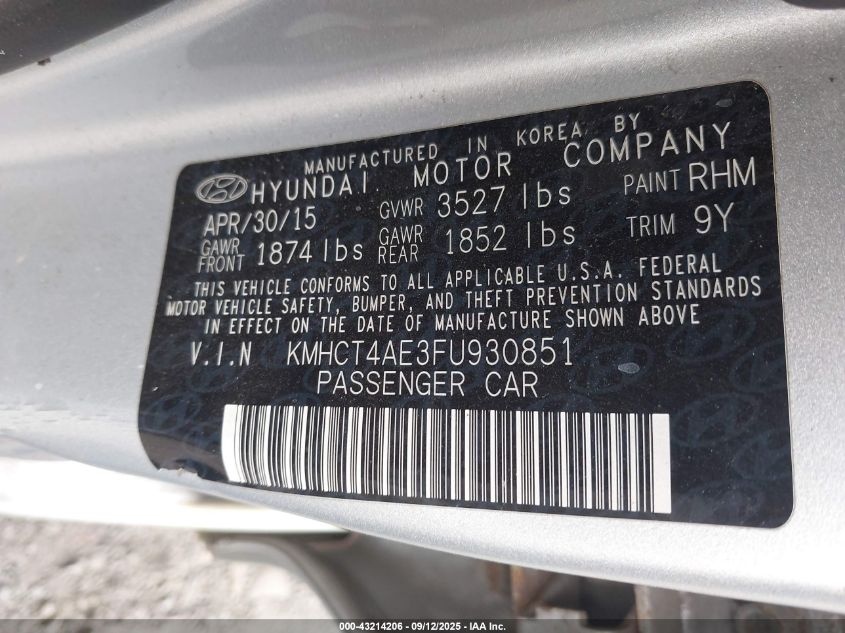 MANUFACTURED IN KOREA BY
HYUNDAI MOTOR COMPANY
APR/30/15 GVWR 3527 lbs PAINT RHM
GAWR FRONT 1874 lbs GAWR REAR 1852 lbs TRIM 9Y
THIS VEHICLE CONFORMS TO ALL APPLICABLE U.S.A. FEDERAL
MOTOR VEHICLE SAFETY, BUMPER, AND THEFT PREVENTION STANDARDS
IN EFFECT ON THE DATE OF MANUFACTURE SHOWN ABOVE
V.I.N KMHCT4AE3FU930851
PASSENGER CAR
000-43214206 - 09/12/2025 - IAA Inc.